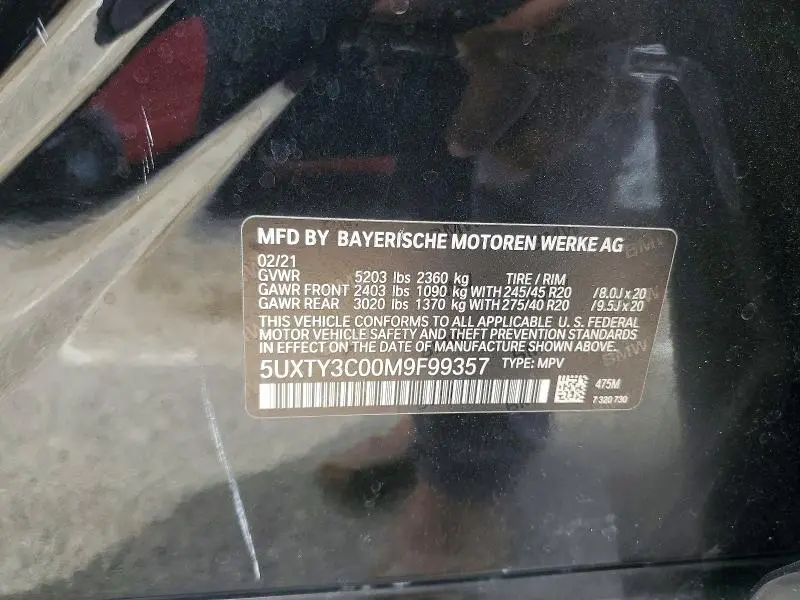 MFD BY BAYERISCHE MOTOREN WERKE AG
02/21
GVWR 5203 lbs 2360 kg TIRE / RIM
GAWR FRONT 2403 lbs 1090 kg WITH 245/45 R20 /8.0J x 20
GAWR REAR 3020 lbs 1370 kg WITH 275/40 R20 /9.5J x 20
THIS VEHICLE CONFORMS TO ALL APPLICABLE U. S. FEDERAL
MOTOR VEHICLE SAFETY AND THEFT PREVENTION STANDARDS
IN EFFECT ON THE DATE OF MANUFACTURE SHOWN ABOVE.
5UXTY3C00M9F99357 TYPE: MPV
475M
7 320 730
BMW
BMW